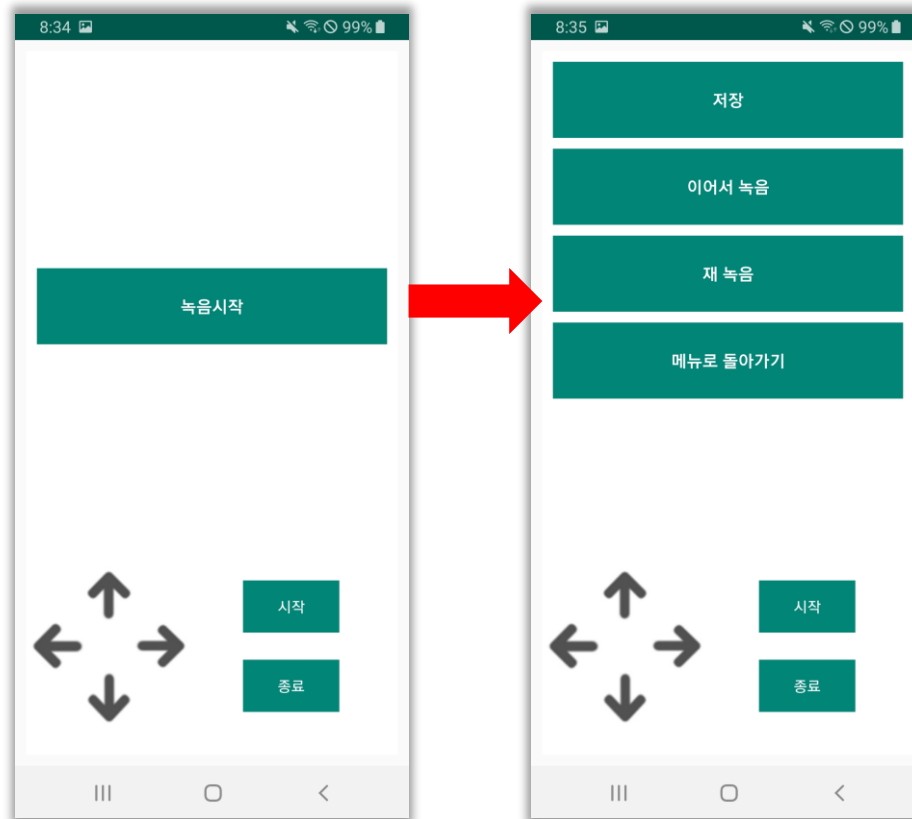 8:34 99%
녹음시작
시작
종료
8:35 99%
저장
이어서 녹음
재 녹음
메뉴로 돌아가기
시작
종료